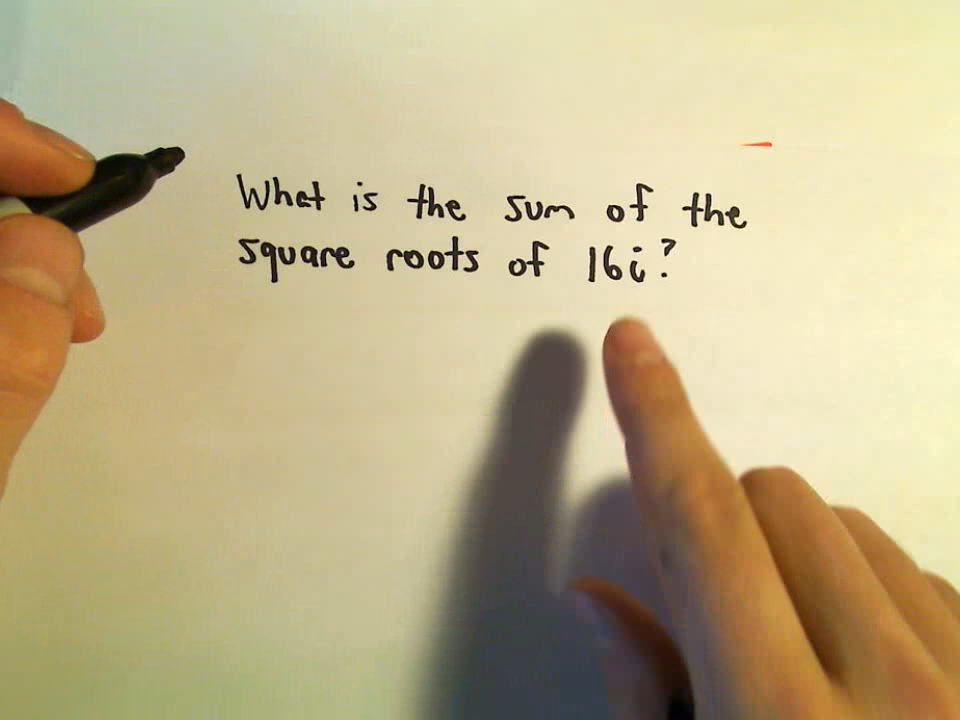 What is the sum of the
square roots of 16i?